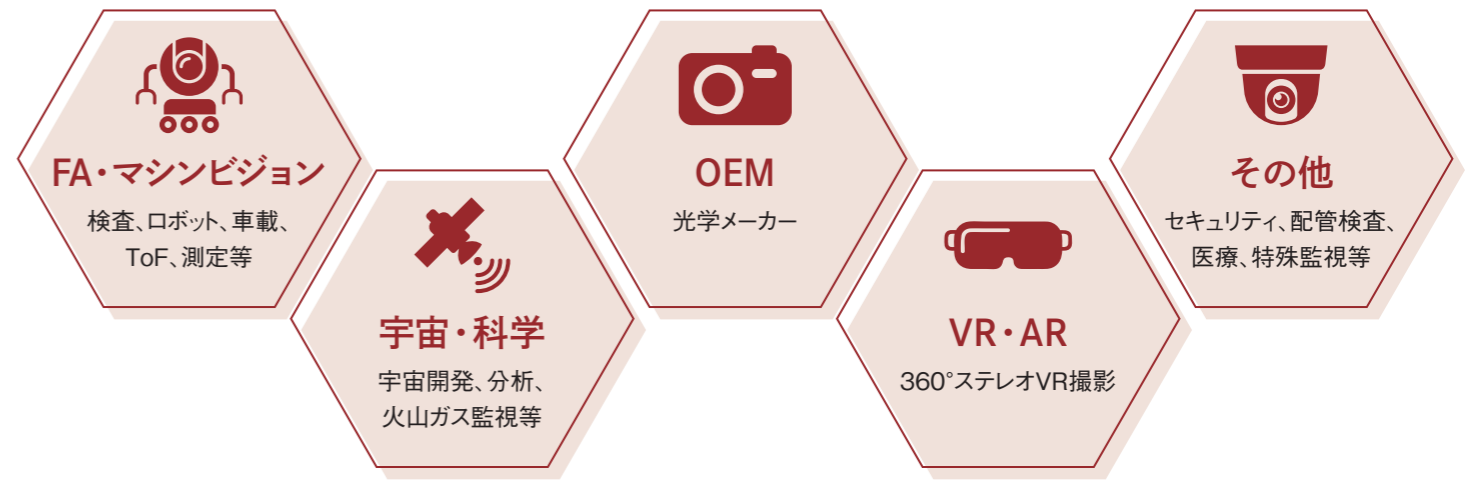 FA・マシンビジョン
検査、ロボット、車載、
ToF、測定等
宇宙・科学
宇宙開発、分析、
火山ガス監視等
OEM
光学メーカー
VR・AR
360°ステレオVR撮影
その他
セキュリティ、配管検査、
医療、特殊監視等